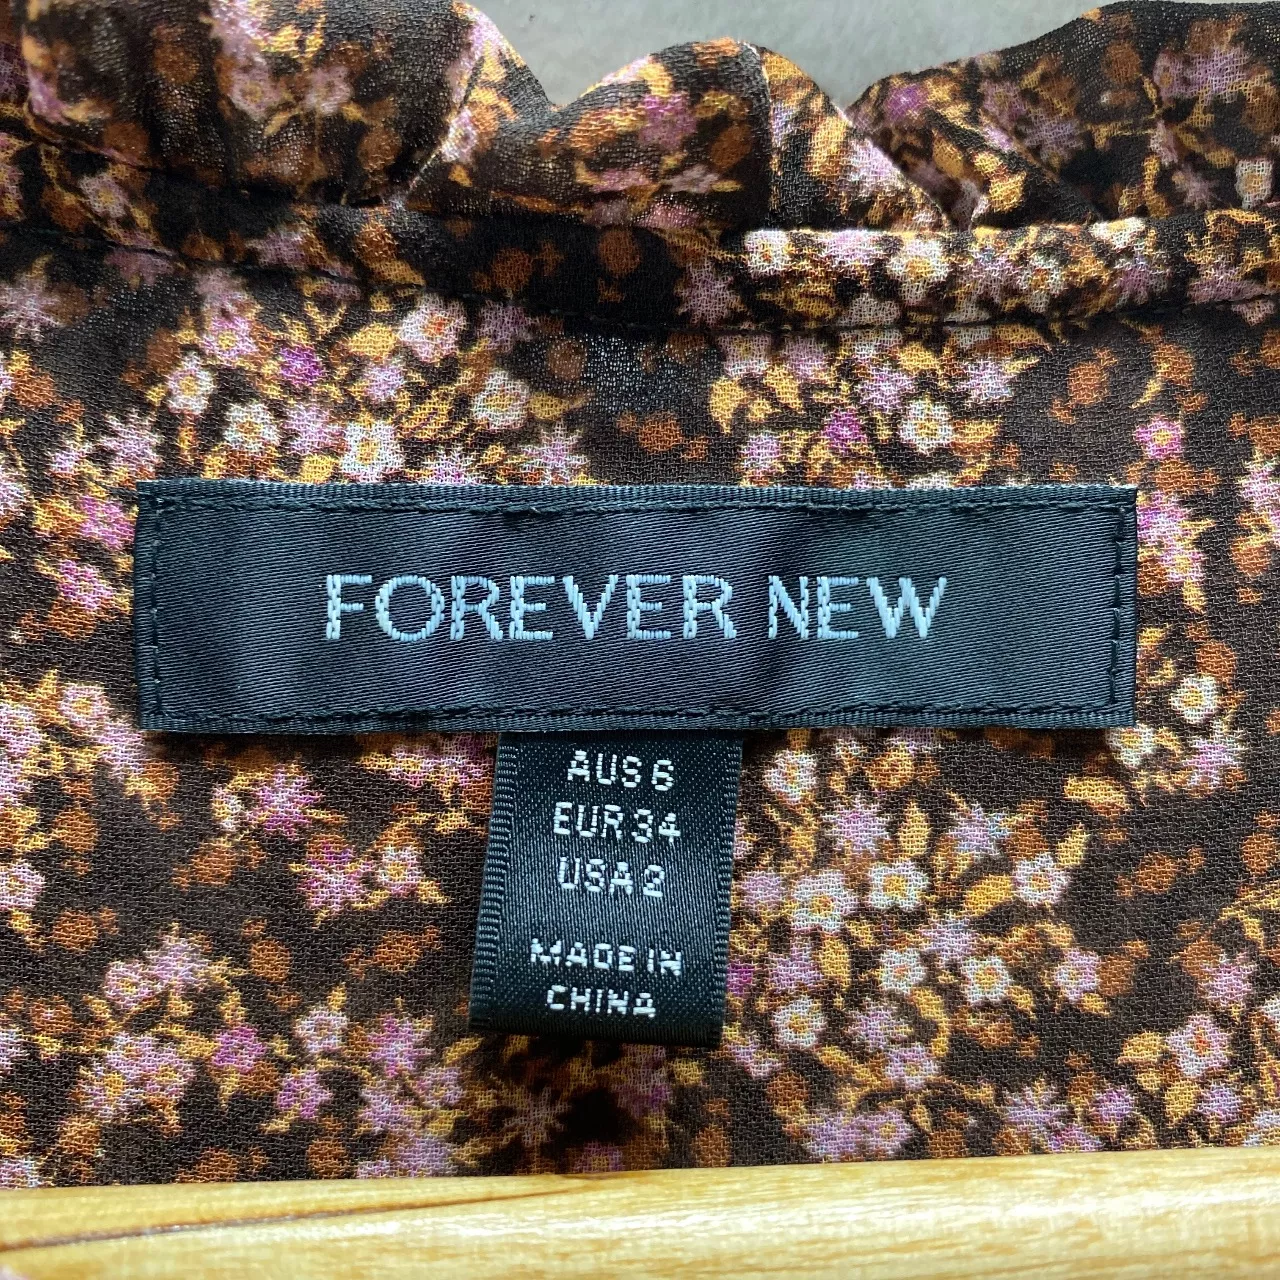 FOREVER NEW
AUS 6
EUR 34
USA 2
MADE IN
CHINA